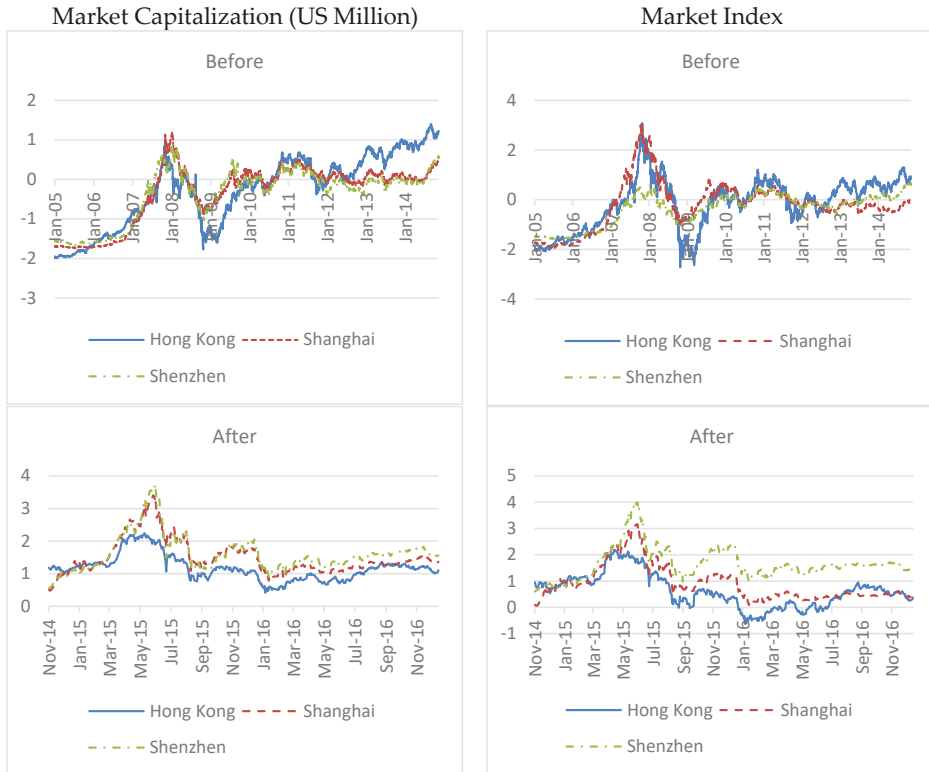 Market Capitalization (US Million)
Before
2
1
0
-1
-2
-3
Jan-05
Jan-06
Jan-07
Jan-08
Jan-09
Jan-10
Jan-11
Jan-12
Jan-13
Jan-14
Hong Kong
Shanghai
Shenzhen
Market Index
Before
4
2
0
-2
-4
Jan-05
Jan-06
Jan-07
Jan-08
Jan-09
Jan-10
Jan-11
Jan-12
Jan-13
Jan-14
Hong Kong
Shanghai
Shenzhen
After
4
3
2
1
0
Nov-14
Jan-15
Mar-15
May-15
Jul-15
Sep-15
Nov-15
Jan-16
Mar-16
May-16
Jul-16
Sep-16
Nov-16
Hong Kong
Shanghai
Shenzhen
After
5
4
3
2
1
0
-1
Nov-14
Jan-15
Mar-15
May-15
Jul-15
Sep-15
Nov-15
Jan-16
Mar-16
May-16
Jul-16
Sep-16
Nov-16
Hong Kong
Shanghai
Shenzhen